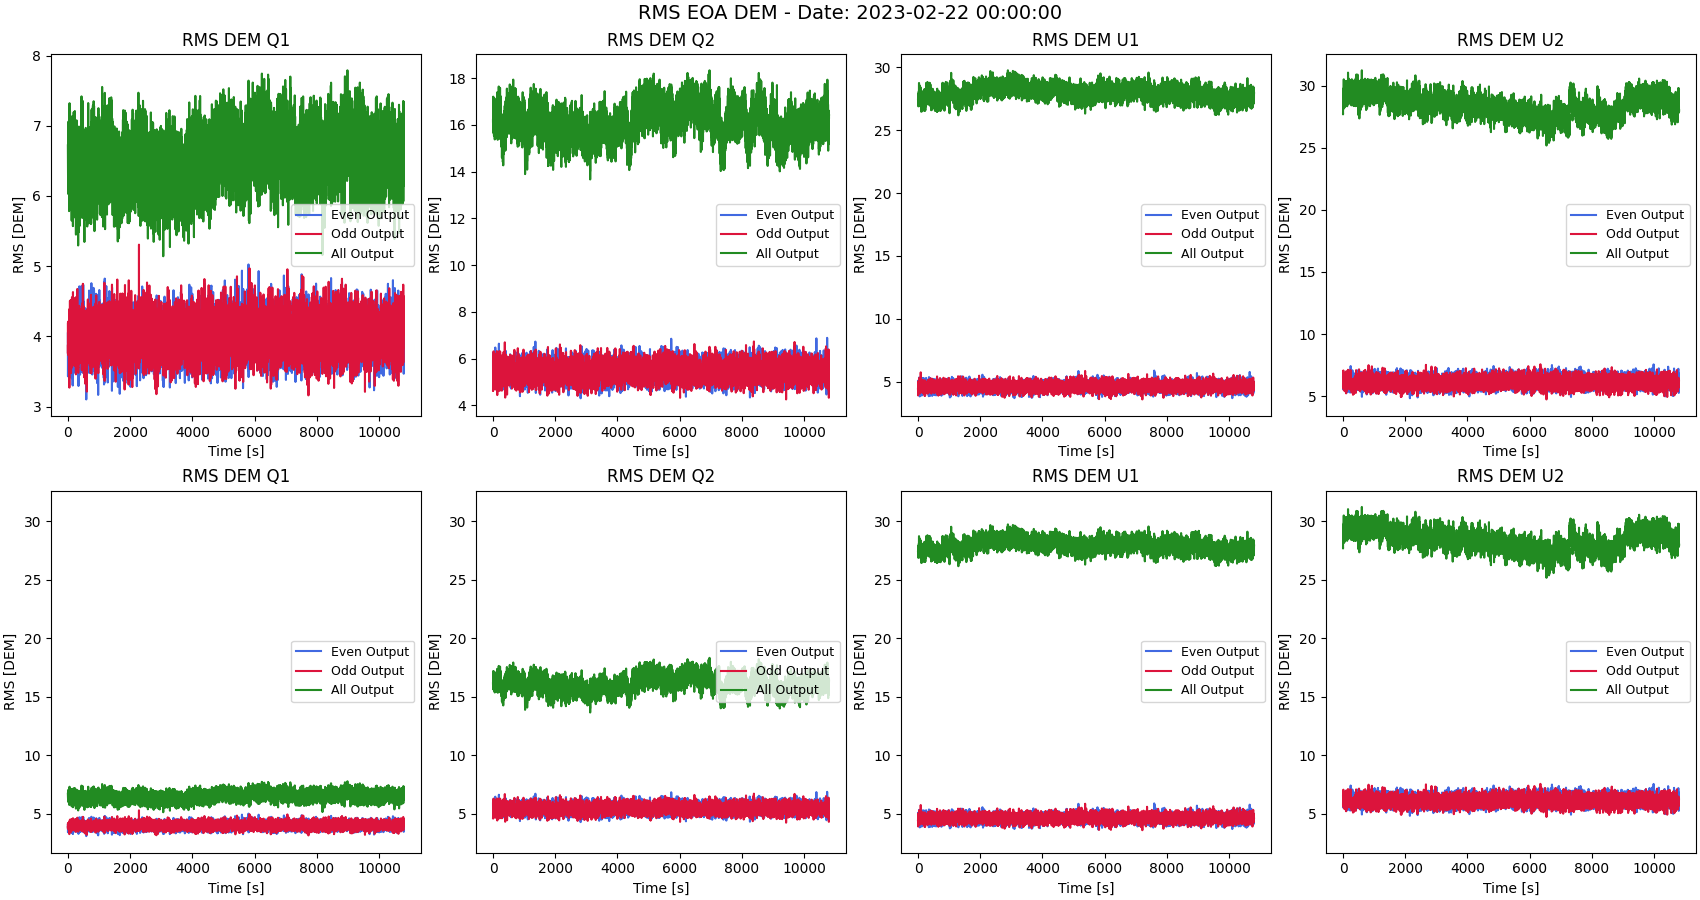 RMS EOA DEM - Date: 2023-02-22 00:00:00
RMS DEM Q1
8
7
6
5
4
3
RMS [DEM]
0 2000 4000 6000 8000 10000
Time [s]
Even Output
Odd Output
All Output
RMS DEM Q2
18
16
14
12
10
8
6
4
RMS [DEM]
0 2000 4000 6000 8000 10000
Time [s]
Even Output
Odd Output
All Output
RMS DEM U1
30
25
20
15
10
5
RMS [DEM]
0 2000 4000 6000 8000 10000
Time [s]
Even Output
Odd Output
All Output
RMS DEM U2
30
25
20
15
10
5
RMS [DEM]
0 2000 4000 6000 8000 10000
Time [s]
Even Output
Odd Output
All Output
RMS DEM Q1
30
25
20
15
10
5
RMS [DEM]
0 2000 4000 6000 8000 10000
Time [s]
Even Output
Odd Output
All Output
RMS DEM Q2
30
25
20
15
10
5
RMS [DEM]
0 2000 4000 6000 8000 10000
Time [s]
Even Output
Odd Output
All Output
RMS DEM U1
30
25
20
15
10
5
RMS [DEM]
0 2000 4000 6000 8000 10000
Time [s]
Even Output
Odd Output
All Output
RMS DEM U2
30
25
20
15
10
5
RMS [DEM]
0 2000 4000 6000 8000 10000
Time [s]
Even Output
Odd Output
All Output